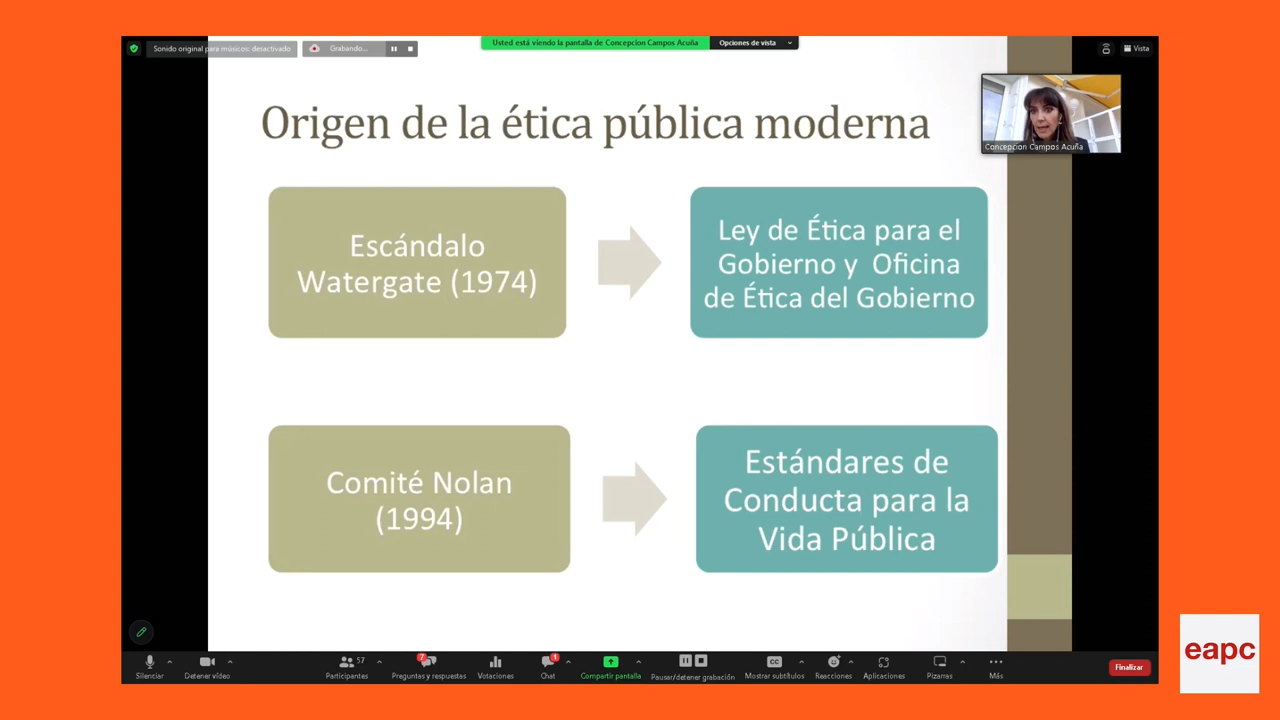 Sonido original para músicos: desactivado
Grabando...
Usted está viendo la pantalla de Concepcion Campos Acuña
Opciones de vista
Vista
Origen de la ética pública moderna
Concepcion Campos Acuña
Escándalo
Watergate (1974)
Ley de Ética para el
Gobierno y Oficina
de Ética del Gobierno
Comité Nolan
(1994)
Estándares de
Conducta para la
Vida Pública
Silenciar
Detener vídeo
57
Participantes
7
Preguntas y respuestas
Votaciones
1
Chat
Compartir pantalla
Pausar/detener grabación
CC
Mostrar subtítulos
Reacciones
Aplicaciones
Pizarras
Más
Finalizar
eapc